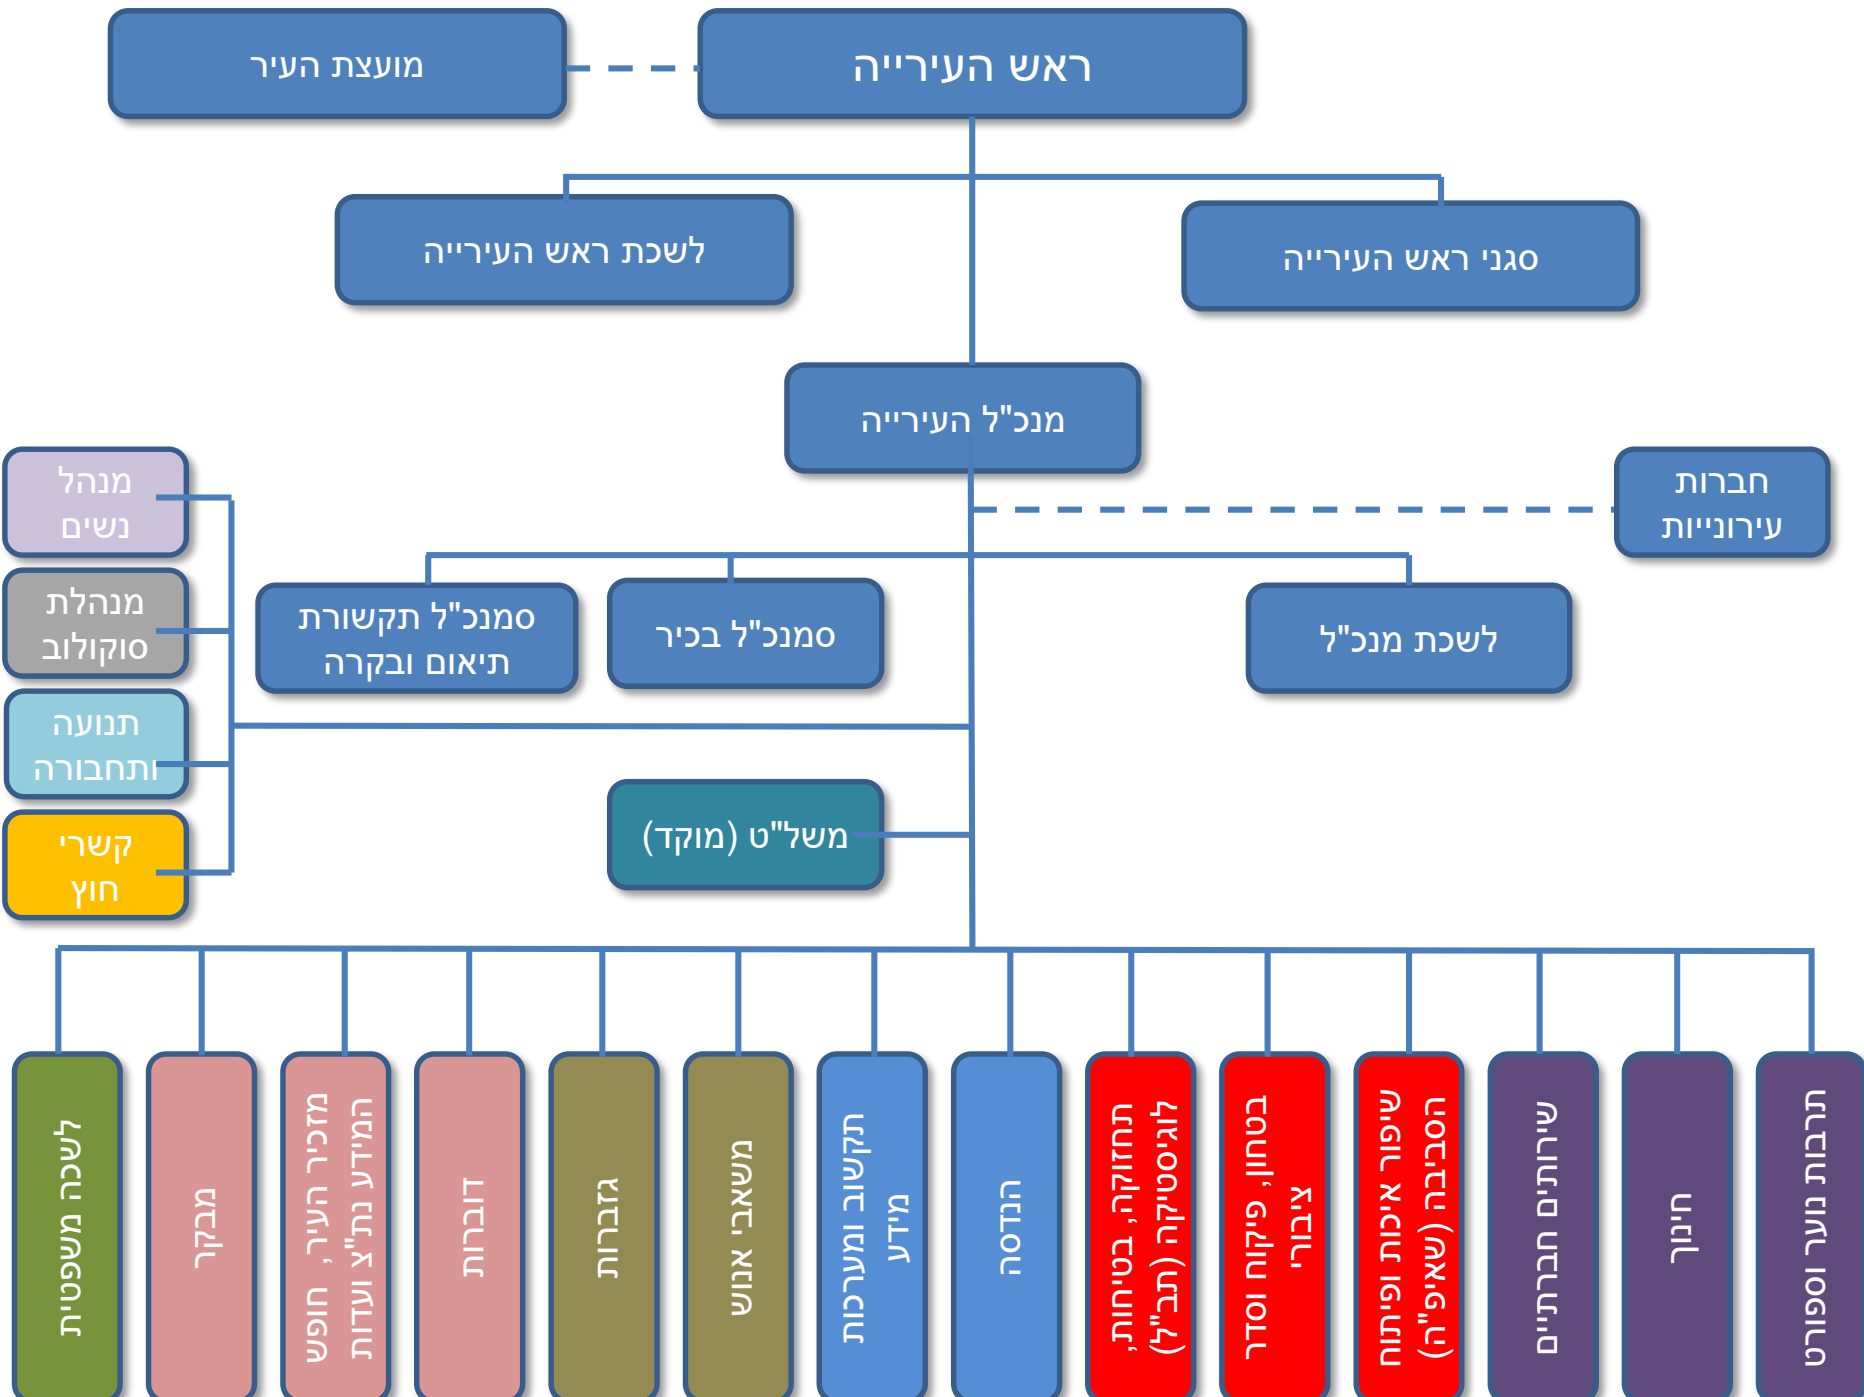 ראש העירייה
מועצת העיר
סגני ראש העירייה
לשכת ראש העירייה
מנכ"ל העירייה
חברות
עירונייות
מנהל
נשים
מנהלת
סוקולוב
תנועה
ותחבורה
קשרי
חוץ
לשכת מנכ"ל
סמנכ"ל בכיר
סמנכ"ל תקשורת
תיאום ובקרה
משל"ט (מוקד)
תרבות נוער וספורט
חינוך
שירותים חברתיים
שיפור איכות ופיתוח
הסביבה (שאיפ"ה)
בטחון, פיקוח וסדר
ציבורי
תחזוקה, בטיחות,
לוגיסטיקה (תב"ל)
הנדסה
תקשוב ומערכות
מידע
משאבי אנוש
גזברות
דוברות
מזכיר העיר, חופש
המידע נת"צ ועדות
מבקר
לשכה משפטית